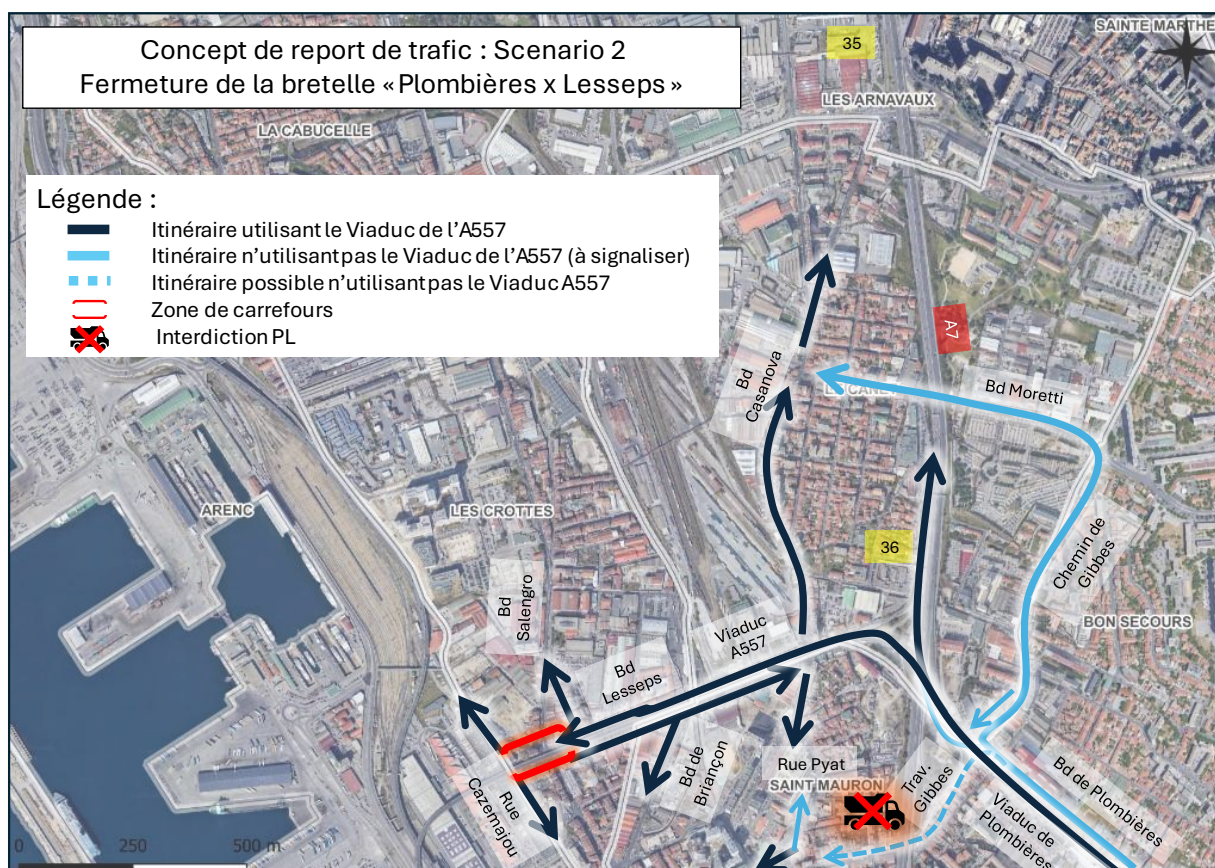 Concept de report de trafic : Scenario 2
Fermeture de la bretelle «Plombières x Lesseps »
35
SAINTE MARTHE
LES ARNAVAUX
LA CABUCELLE
Légende :
Itinéraire utilisant le Viaduc de l’A557
Itinéraire n’utilisant pas le Viaduc de l’A557 (à signaliser)
Itinéraire possible n’utilisant pas le Viaduc A557
Zone de carrefours
Interdiction PL
A7
Bd
Casanova
LE CANET
Bd Moretti
ARENC
LES CROTTES
36
Chemin de
Gibbes
BON SECOURS
Bd
Salengro
Viaduc
A557
Bd
Lesseps
Rue
Cazemajou
Bd de
Briançon
Rue Pyat
SAINT MAURON
Trav.
Gibbes
Bd de Plombières
Viaduc de
Plombières
0 250 500 m